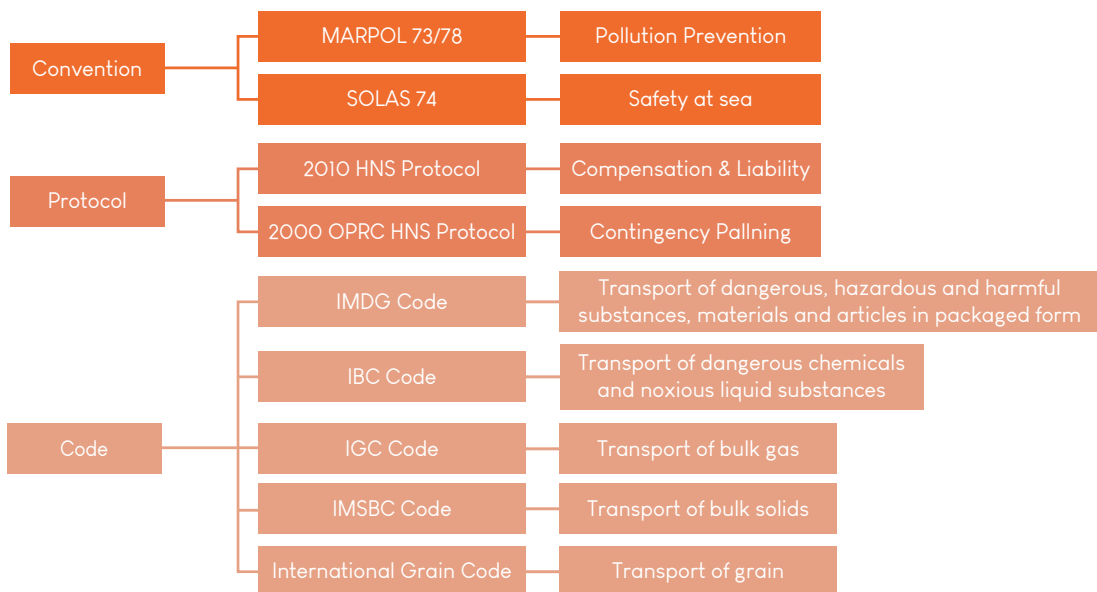 Convention
MARPOL 73/78
Pollution Prevention
SOLAS 74
Safety at sea
Protocol
2010 HNS Protocol
Compensation & Liability
2000 OPRC HNS Protocol
Contingency Pallning
Code
IMDG Code
Transport of dangerous, hazardous and harmful
substances, materials and articles in packaged form
IBC Code
Transport of dangerous chemicals
and noxious liquid substances
IGC Code
Transport of bulk gas
IMSBC Code
Transport of bulk solids
International Grain Code
Transport of grain